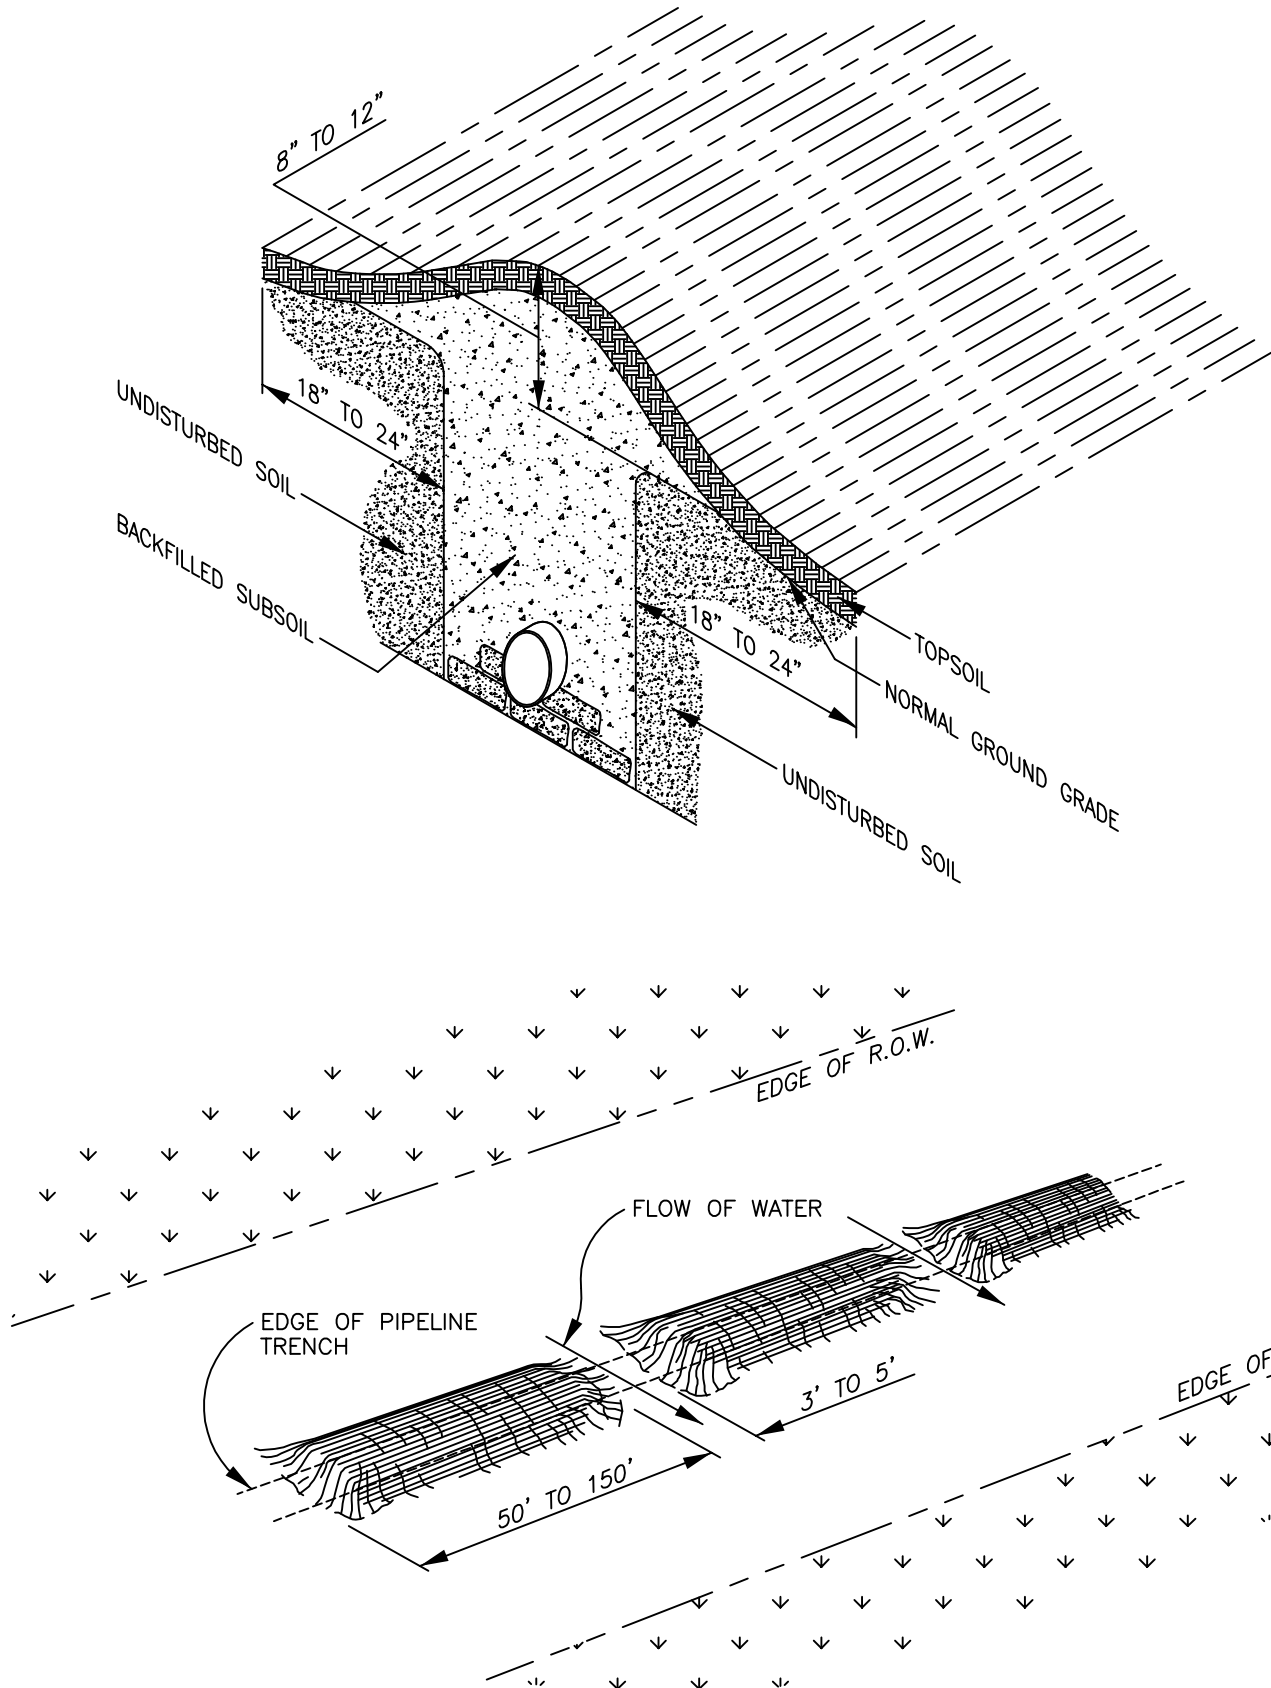 8" TO 12"
18" TO 24"
UNDISTURBED SOIL
BACKFILLED SUBSOIL
18" TO 24"
TOPSOIL
NORMAL GROUND GRADE
UNDISTURBED SOIL
EDGE OF R.O.W.
FLOW OF WATER
EDGE OF PIPELINE
TRENCH
3' TO 5'
EDGE OF
50' TO 150'